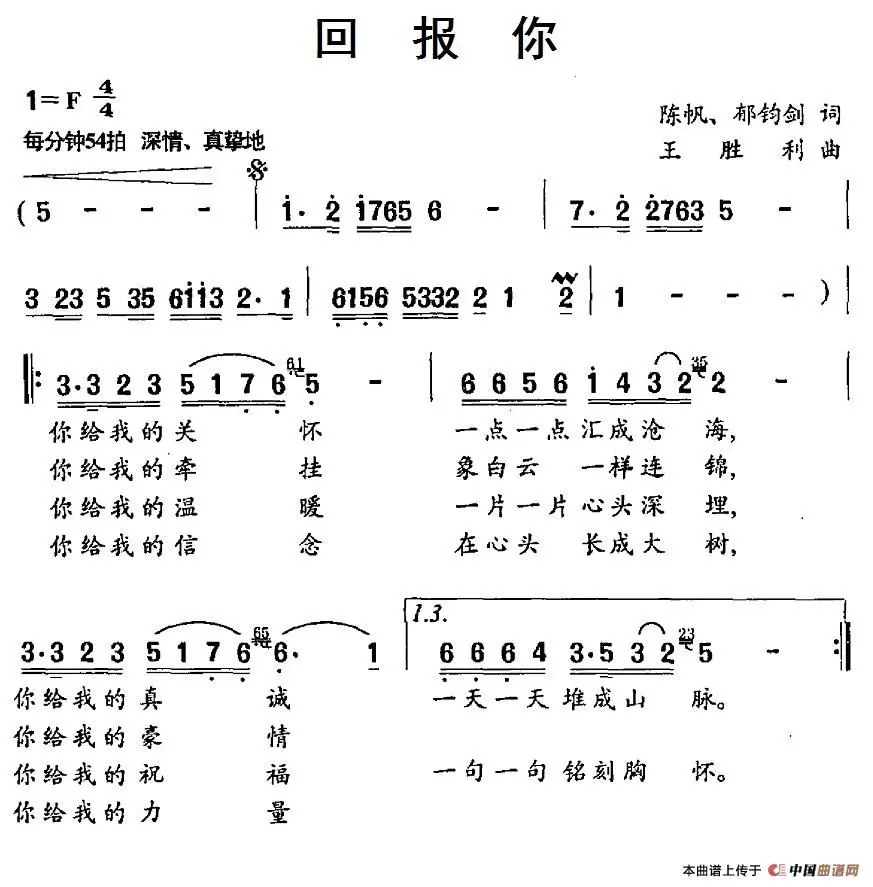 回 报 你
1=F 4/4
陈帆、郁钧剑 词
每分钟54拍 深情、真挚地
王 胜 利 曲
( 5 - - - | 1· 2 1765 6 - | 7· 2 2763 5 - |
3 23 5 35 6113 2· 1 | 6156 5332 2 1 2 | 1 - - - )
3·3 2 3 5 1 7 6 61 5 - | 6 6 5 6 1 4 3 2 35 2 - |
你给我的关 怀 一点一点汇成沧 海,
你给我的牵 挂 象白云 一样连 锦,
你给我的温 暖 一片一片心头深 埋,
你给我的信 念 在心头 长成大 树,
1.3.
3·3 2 3 5 1 7 6 65 6· 1 | 6 6 6 4 3·5 3 2 23 5 - :|
你给我的真 诚 一天一天堆成山 脉。
你给我的豪 情
你给我的祝 福 一句一句铭刻胸 怀。
你给我的力 量
本曲谱上传于 中国曲谱网